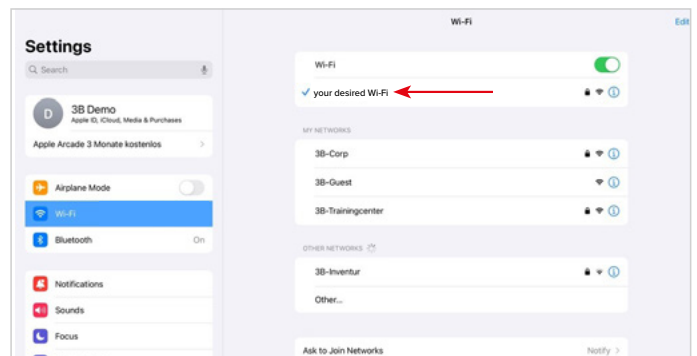 Wi-Fi
Edit
Settings
Search
D
3B Demo
Apple ID, iCloud, Media & Purchases
Apple Arcade 3 Monate kostenlos
Airplane Mode
Wi-Fi
Bluetooth
On
Notifications
Sounds
Focus
Wi-Fi
your desired Wi-Fi
MY NETWORKS
3B-Corp
3B-Guest
3B-Trainingcenter
OTHER NETWORKS
3B-Inventur
Other...
Ask to Join Networks
Notify